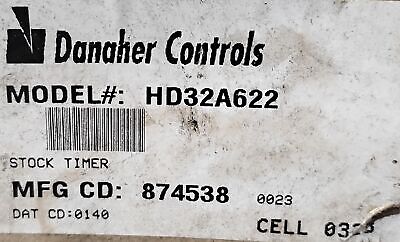 Danaher Controls
MODEL#: HD32A622
STOCK TIMER
MFG CD: 874538 0023
DAT CD:0140
CELL